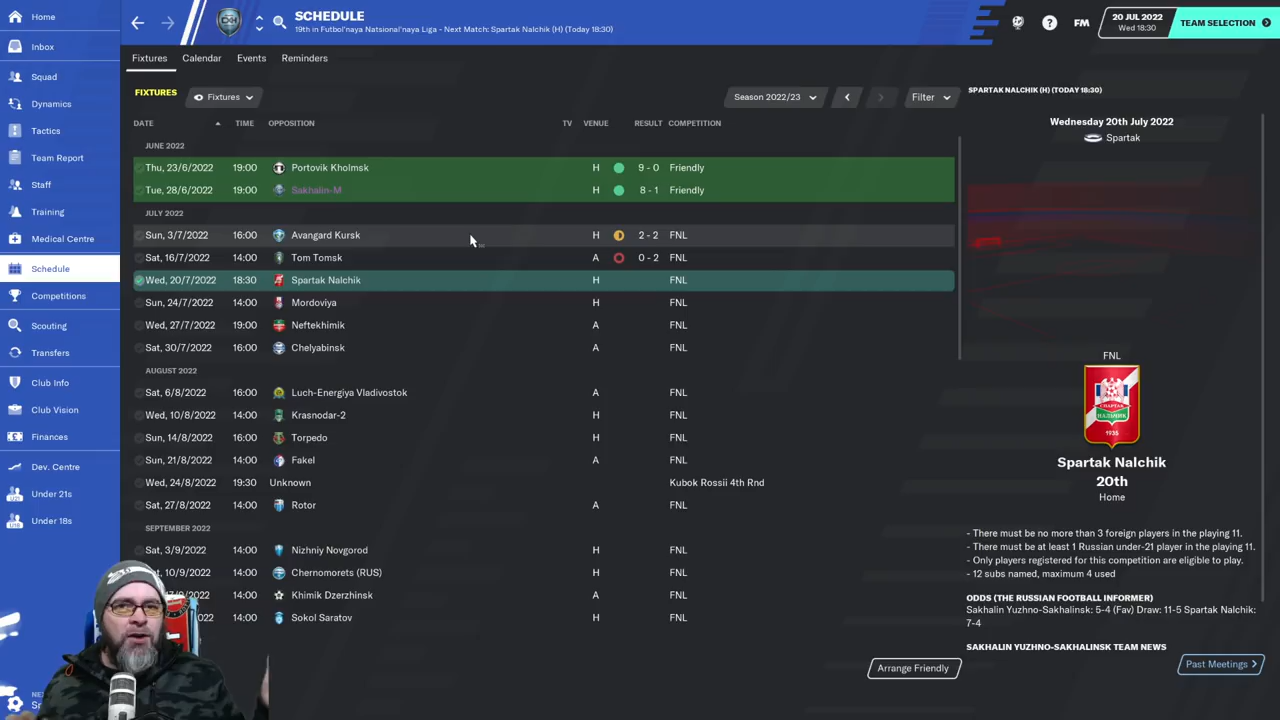 Home
SCHEDULE
19th in Futbol'naya Natsional'naya Liga - Next Match: Spartak Nalchik (H) (Today 18:30)
FM
20 JUL 2022
Wed 18:30
TEAM SELECTION
Inbox
Squad
Dynamics
Tactics
Team Report
Staff
Training
Medical Centre
Schedule
Competitions
Scouting
Transfers
Club Info
Club Vision
Finances
Dev. Centre
Under 21s
Under 18s
Fixtures Calendar Events Reminders
FIXTURES Fixtures Season 2022/23 Filter
DATE TIME OPPOSITION TV VENUE RESULT COMPETITION
JUNE 2022
Thu, 23/6/2022 19:00 Portovik Kholmsk H 9 - 0 Friendly
Tue, 28/6/2022 19:00 Sakhalin-M H 8 - 1 Friendly
JULY 2022
Sun, 3/7/2022 16:00 Avangard Kursk H 2 - 2 FNL
Sat, 16/7/2022 14:00 Tom Tomsk A 0 - 2 FNL
Wed, 20/7/2022 18:30 Spartak Nalchik H FNL
Sun, 24/7/2022 14:00 Mordoviya H FNL
Wed, 27/7/2022 19:00 Neftekhimik A FNL
Sat, 30/7/2022 16:00 Chelyabinsk A FNL
AUGUST 2022
Sat, 6/8/2022 16:00 Luch-Energiya Vladivostok A FNL
Wed, 10/8/2022 14:00 Krasnodar-2 H FNL
Sun, 14/8/2022 16:00 Torpedo H FNL
Sun, 21/8/2022 14:00 Fakel A FNL
Wed, 24/8/2022 19:30 Unknown Kubok Rossii 4th Rnd
Sat, 27/8/2022 14:00 Rotor A FNL
SEPTEMBER 2022
Sat, 3/9/2022 14:00 Nizhniy Novgorod H FNL
10/9/2022 14:00 Chernomorets (RUS) H FNL
14:00 Khimik Dzerzhinsk A FNL
14:00 Sokol Saratov H FNL
Arrange Friendly
SPARTAK NALCHIK (H) (TODAY 18:30)
Wednesday 20th July 2022
Spartak
FNL
СПАРТАК
НАЛЬЧИК
1935
Spartak Nalchik
20th
Home
- There must be no more than 3 foreign players in the playing 11.
- There must be at least 1 Russian under-21 player in the playing 11.
- Only players registered for this competition are eligible to play.
- 12 subs named, maximum 4 used
ODDS (THE RUSSIAN FOOTBALL INFORMER)
Sakhalin Yuzhno-Sakhalinsk: 5-4 (Fav) Draw: 11-5 Spartak Nalchik:
7-4
SAKHALIN YUZHNO-SAKHALINSK TEAM NEWS
Past Meetings